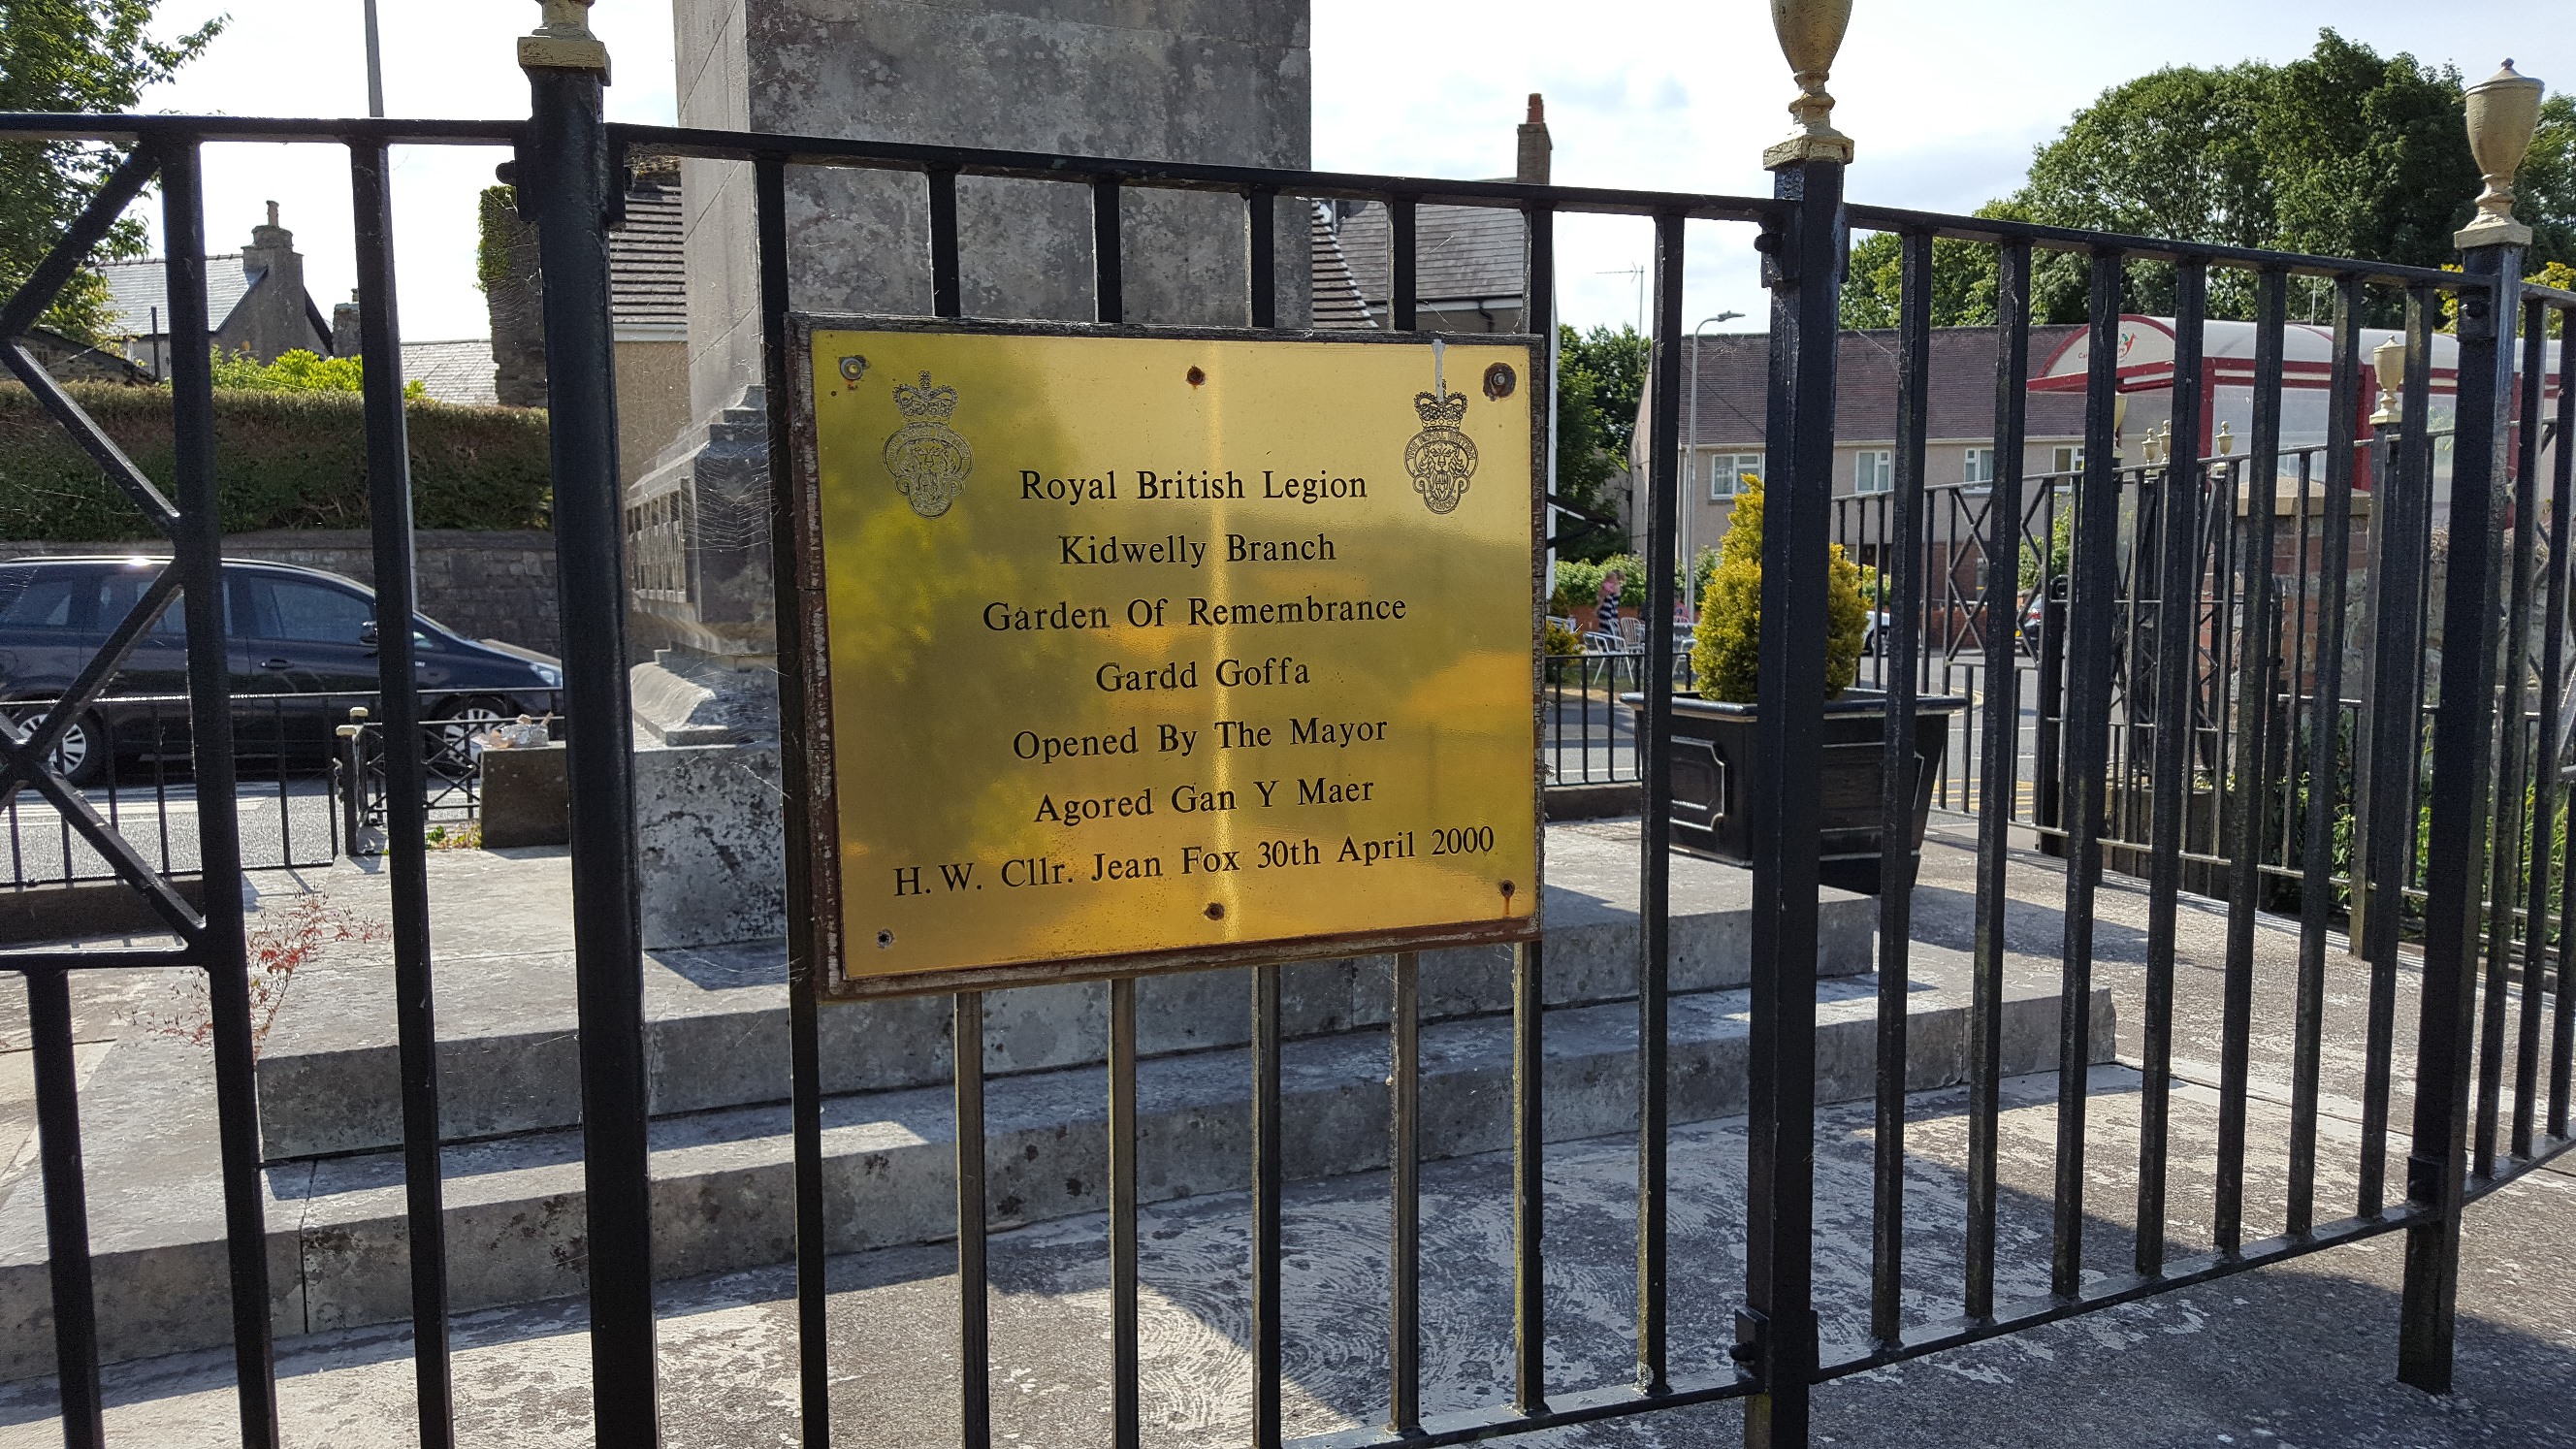 Royal British Legion
Kidwelly Branch
Garden Of Remembrance
Gardd Goffa
Opened By The Mayor
Agored Gan Y Maer
H.W. Cllr. Jean Fox 30th April 2000